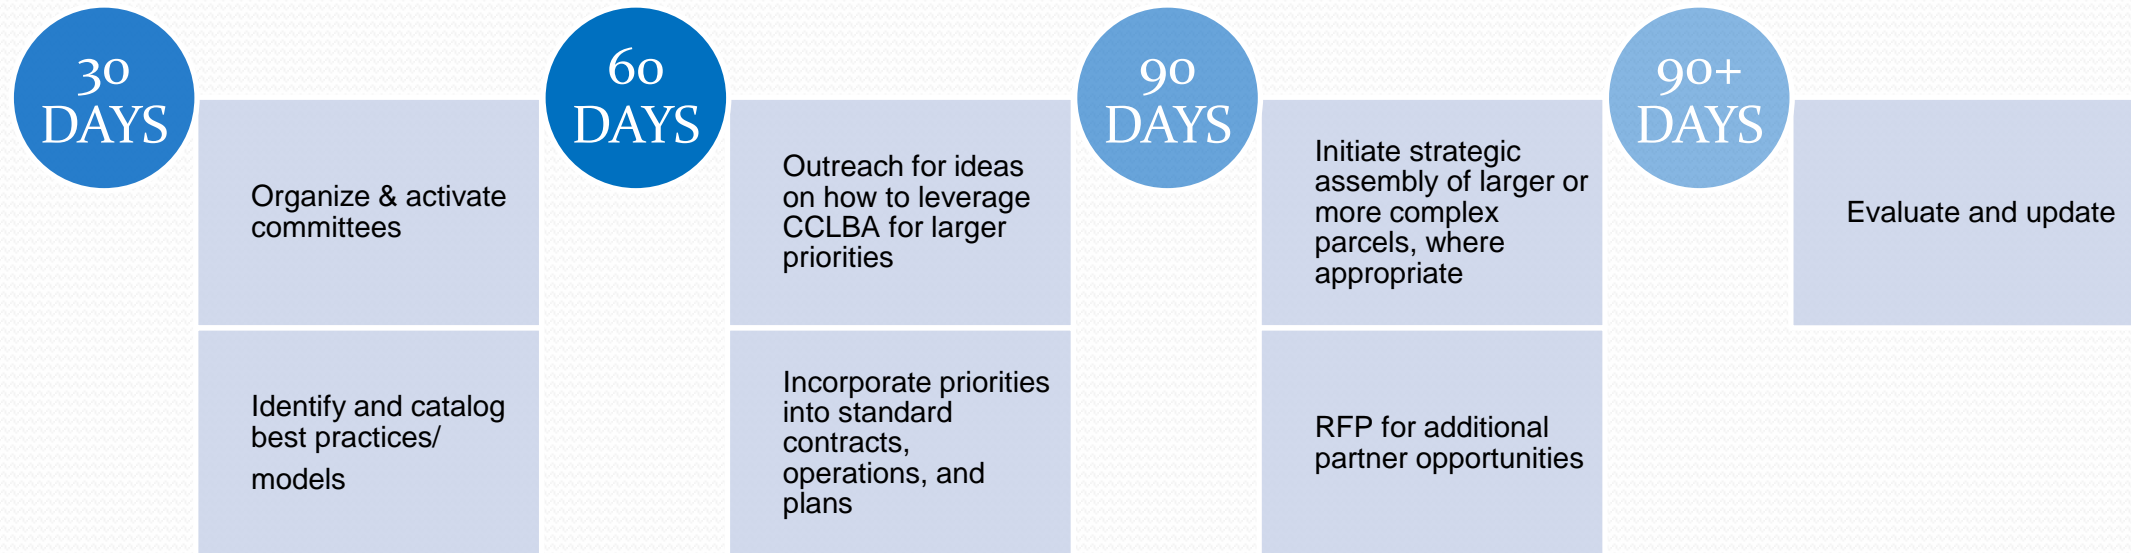 30
DAYS
Organize & activate
committees
Identify and catalog
best practices/
models
60
DAYS
Outreach for ideas
on how to leverage
CCLBA for larger
priorities
Incorporate priorities
into standard
contracts,
operations, and
plans
90
DAYS
Initiate strategic
assembly of larger or
more complex
parcels, where
appropriate
RFP for additional
partner opportunities
90+
DAYS
Evaluate and update